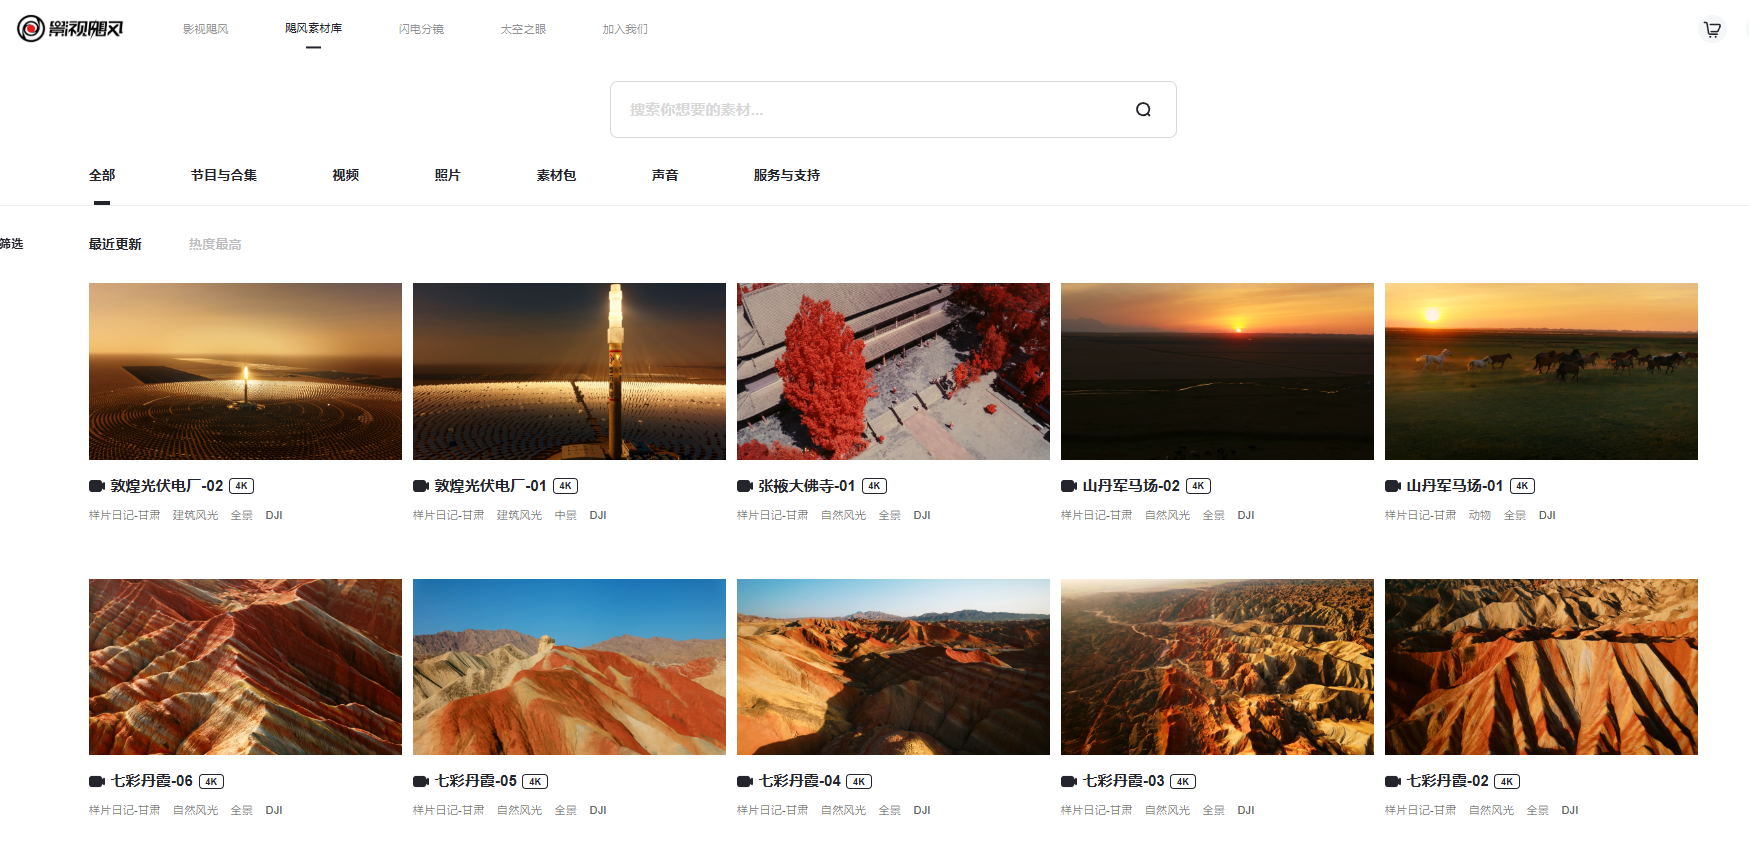 影视飓风
影视飓风 飓风素材库 闪电分镜 太空之眼 加入我们
搜索你想要的素材...
全部 节目与合集 视频 照片 素材包 声音 服务与支持
筛选 最近更新 热度最高
敦煌光伏电厂-02 4K 敦煌光伏电厂-01 4K 张掖大佛寺-01 4K 山丹军马场-02 4K 山丹军马场-01 4K
样片日记-甘肃 建筑风光 全景 DJI 样片日记-甘肃 建筑风光 中景 DJI 样片日记-甘肃 自然风光 全景 DJI 样片日记-甘肃 自然风光 全景 DJI 样片日记-甘肃 动物 全景 DJI
七彩丹霞-06 4K 七彩丹霞-05 4K 七彩丹霞-04 4K 七彩丹霞-03 4K 七彩丹霞-02 4K
样片日记-甘肃 自然风光 全景 DJI 样片日记-甘肃 自然风光 全景 DJI 样片日记-甘肃 自然风光 全景 DJI 样片日记-甘肃 自然风光 全景 DJI 样片日记-甘肃 自然风光 全景 DJI